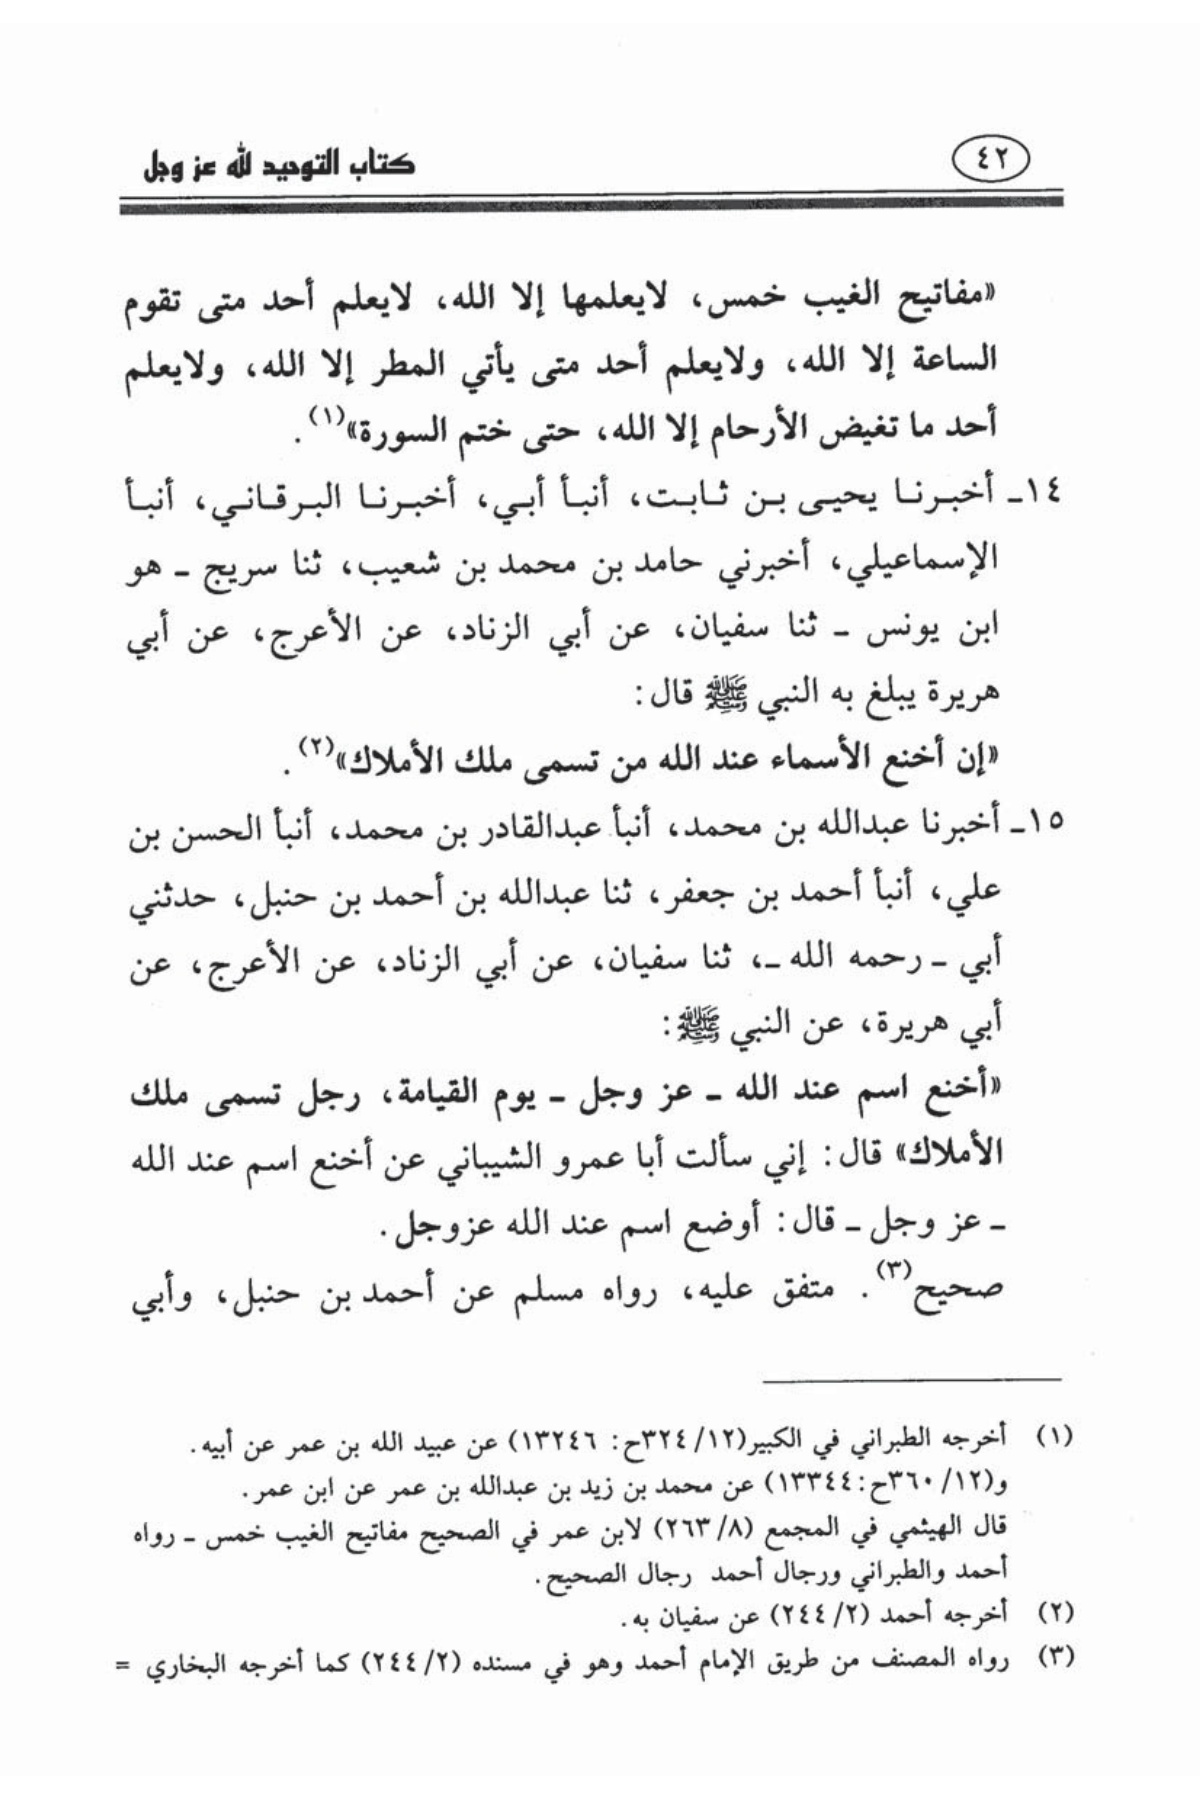 ٤٢
كتاب التوحيد لله عز وجل
«مفاتيح الغيب خمس، لايعلمها إلا الله، لايعلم أحد متى تقوم
الساعة إلا الله، ولايعلم أحد متى يأتي المطر إلا الله، ولايعلم
أحد ما تغيض الأرحام إلا الله، حتى ختم السورة»(١).
١٤ـ أخبرنا يحيى بن ثابت، أنبأ أبي، أخبرنا البرقاني، أنبأ
الإسماعيلي، أخبرني حامد بن محمد بن شعيب، ثنا سريج ـ هو
ابن يونس ـ ثنا سفيان، عن أبي الزناد، عن الأعرج، عن أبي
هريرة يبلغ به النبي ﷺ قال:
«إن أخنع الأسماء عند الله من تسمى ملك الأملاك»(٢).
١٥ـ أخبرنا عبدالله بن محمد، أنبأ عبدالقادر بن محمد، أنبأ الحسن بن
علي، أنبأ أحمد بن جعفر، ثنا عبدالله بن أحمد بن حنبل، حدثني
أبي ـ رحمه الله ـ، ثنا سفيان، عن أبي الزناد، عن الأعرج، عن
أبي هريرة، عن النبي ﷺ:
«أخنع اسم عند الله ـ عز وجل ـ يوم القيامة، رجل تسمى ملك
الأملاك» قال: إني سألت أبا عمرو الشيباني عن أخنع اسم عند الله
ـ عز وجل ـ قال: أوضع اسم عند الله عزوجل.
صحيح(٣). متفق عليه، رواه مسلم عن أحمد بن حنبل، وأبي
(١) أخرجه الطبراني في الكبير(١٢/ ٣٢٤ح: ١٣٢٤٦) عن عبيد الله بن عمر عن أبيه.
و(١٢/ ٣٦٠ح:١٣٣٤٤) عن محمد بن زيد بن عبدالله بن عمر عن ابن عمر.
قال الهيثمي في المجمع (٨/ ٢٦٣) لابن عمر في الصحيح مفاتيح الغيب خمس ـ رواه
أحمد والطبراني ورجال أحمد رجال الصحيح.
(٢) أخرجه أحمد (٢/ ٢٤٤) عن سفيان به.
(٣) رواه المصنف من طريق الإمام أحمد وهو في مسنده (٢/ ٢٤٤) كما أخرجه البخاري =